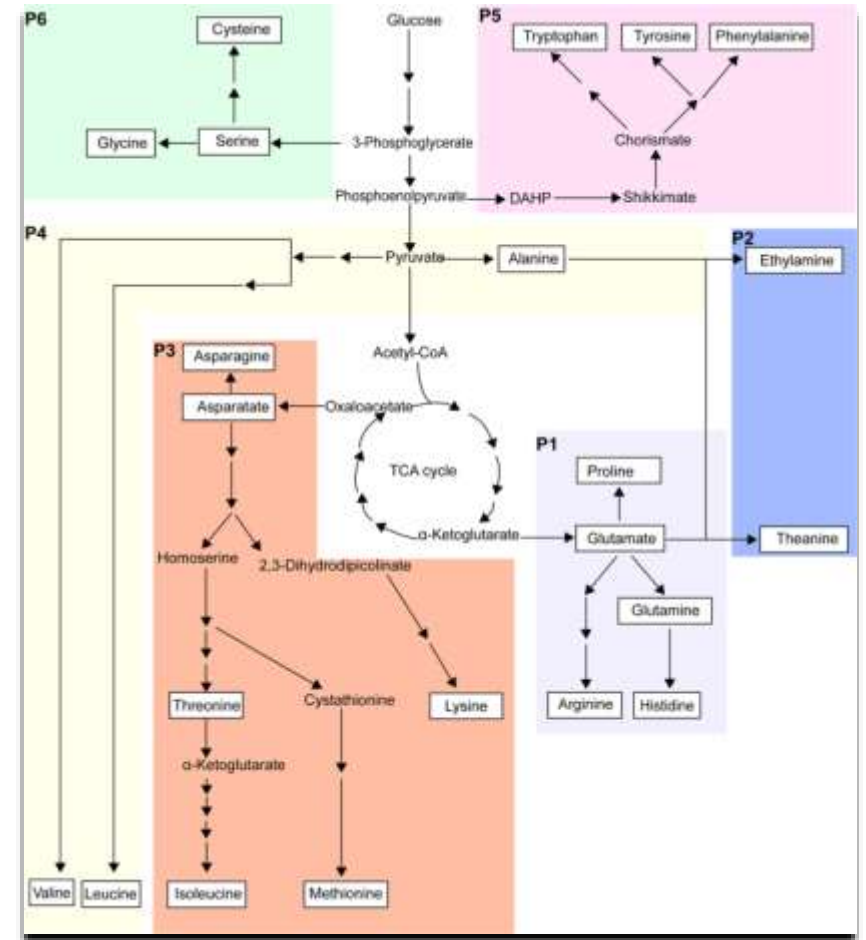 P6
Cysteine
Glucose
P5
Tryptophan
Tyrosine
Phenylalanine
Glycine
Serine
3-Phosphoglycerate
Chorismate
Phosphoenolpyruvate
DAHP
Shikkimate
P4
P2
Pyruvate
Alanine
Ethylamine
P3
Asparagine
Acetyl-CoA
Asparatate
Oxaloacetate
P1
TCA cycle
Proline
α-Ketoglutarate
Glutamate
Theanine
Homoserine
2,3-Dihydrodipicolinate
Glutamine
Threonine
Cystathionine
Lysine
Arginine
Histidine
α-Ketoglutarate
Valine
Leucine
Isoleucine
Methionine